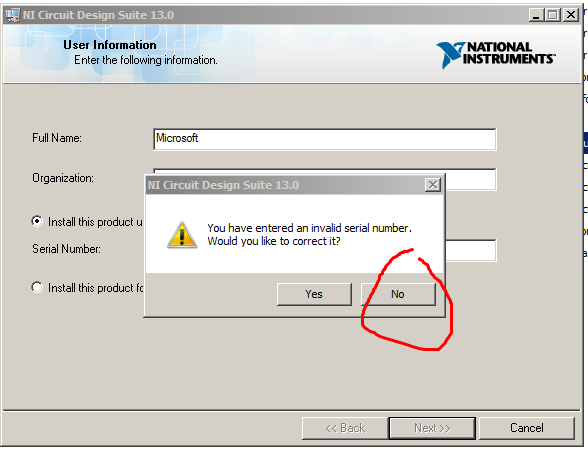 NI Circuit Design Suite 13.0
User Information
Enter the following information.
NATIONAL
INSTRUMENTS
Full Name:
Microsoft
Organization:
NI Circuit Design Suite 13.0
You have entered an invalid serial number.
Would you like to correct it?
Install this product u
Serial Number:
Install this product fo
Yes
No
<< Back
Next >>
Cancel